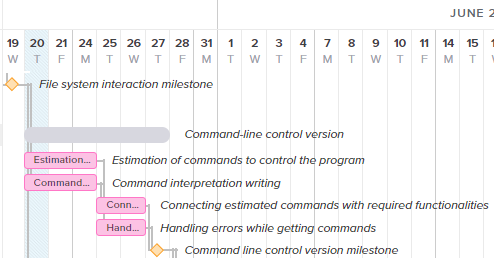 JUNE 2
19 20 21 24 25 26 27 28 31 1 2 3 4 7 8 9 10 11 14 15
W T F M T W T F M T W T F M T W T F M T
File system interaction milestone
Command-line control version
Estimation... Estimation of commands to control the program
Command... Command interpretation writing
Conn... Connecting estimated commands with required functionalities
Hand... Handling errors while getting commands
Command line control version milestone